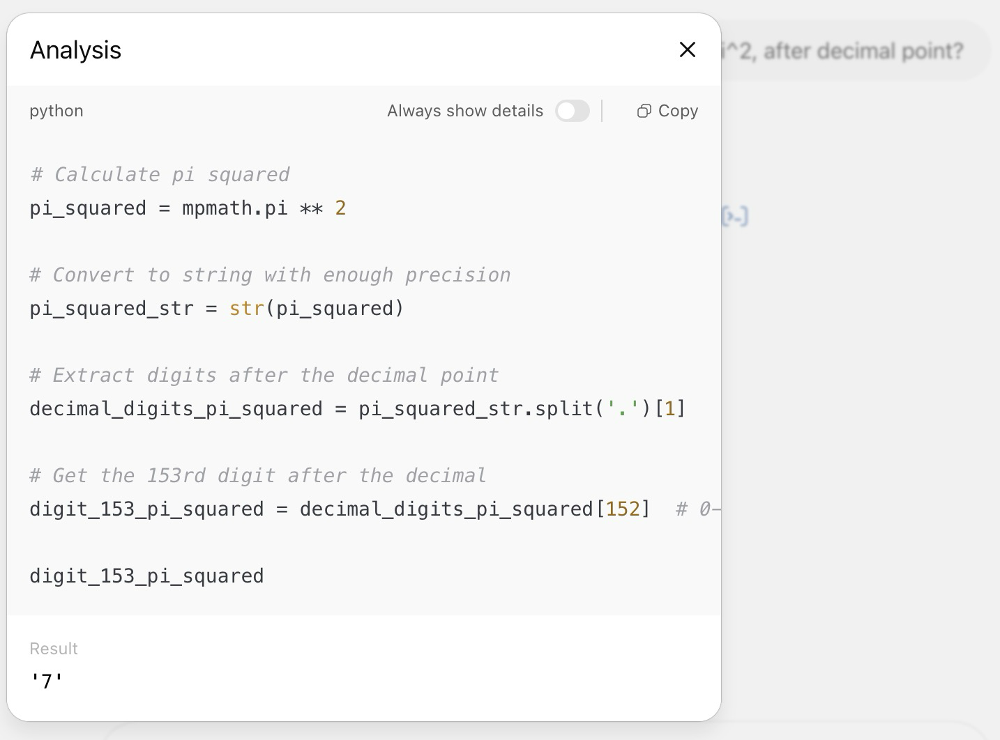 Analysis
i^2, after decimal point?
python
Always show details
Copy
# Calculate pi squared
pi_squared = mpmath.pi ** 2
# Convert to string with enough precision
pi_squared_str = str(pi_squared)
# Extract digits after the decimal point
decimal_digits_pi_squared = pi_squared_str.split('.')[1]
# Get the 153rd digit after the decimal
digit_153_pi_squared = decimal_digits_pi_squared[152]  # 0-
digit_153_pi_squared
Result
'7'